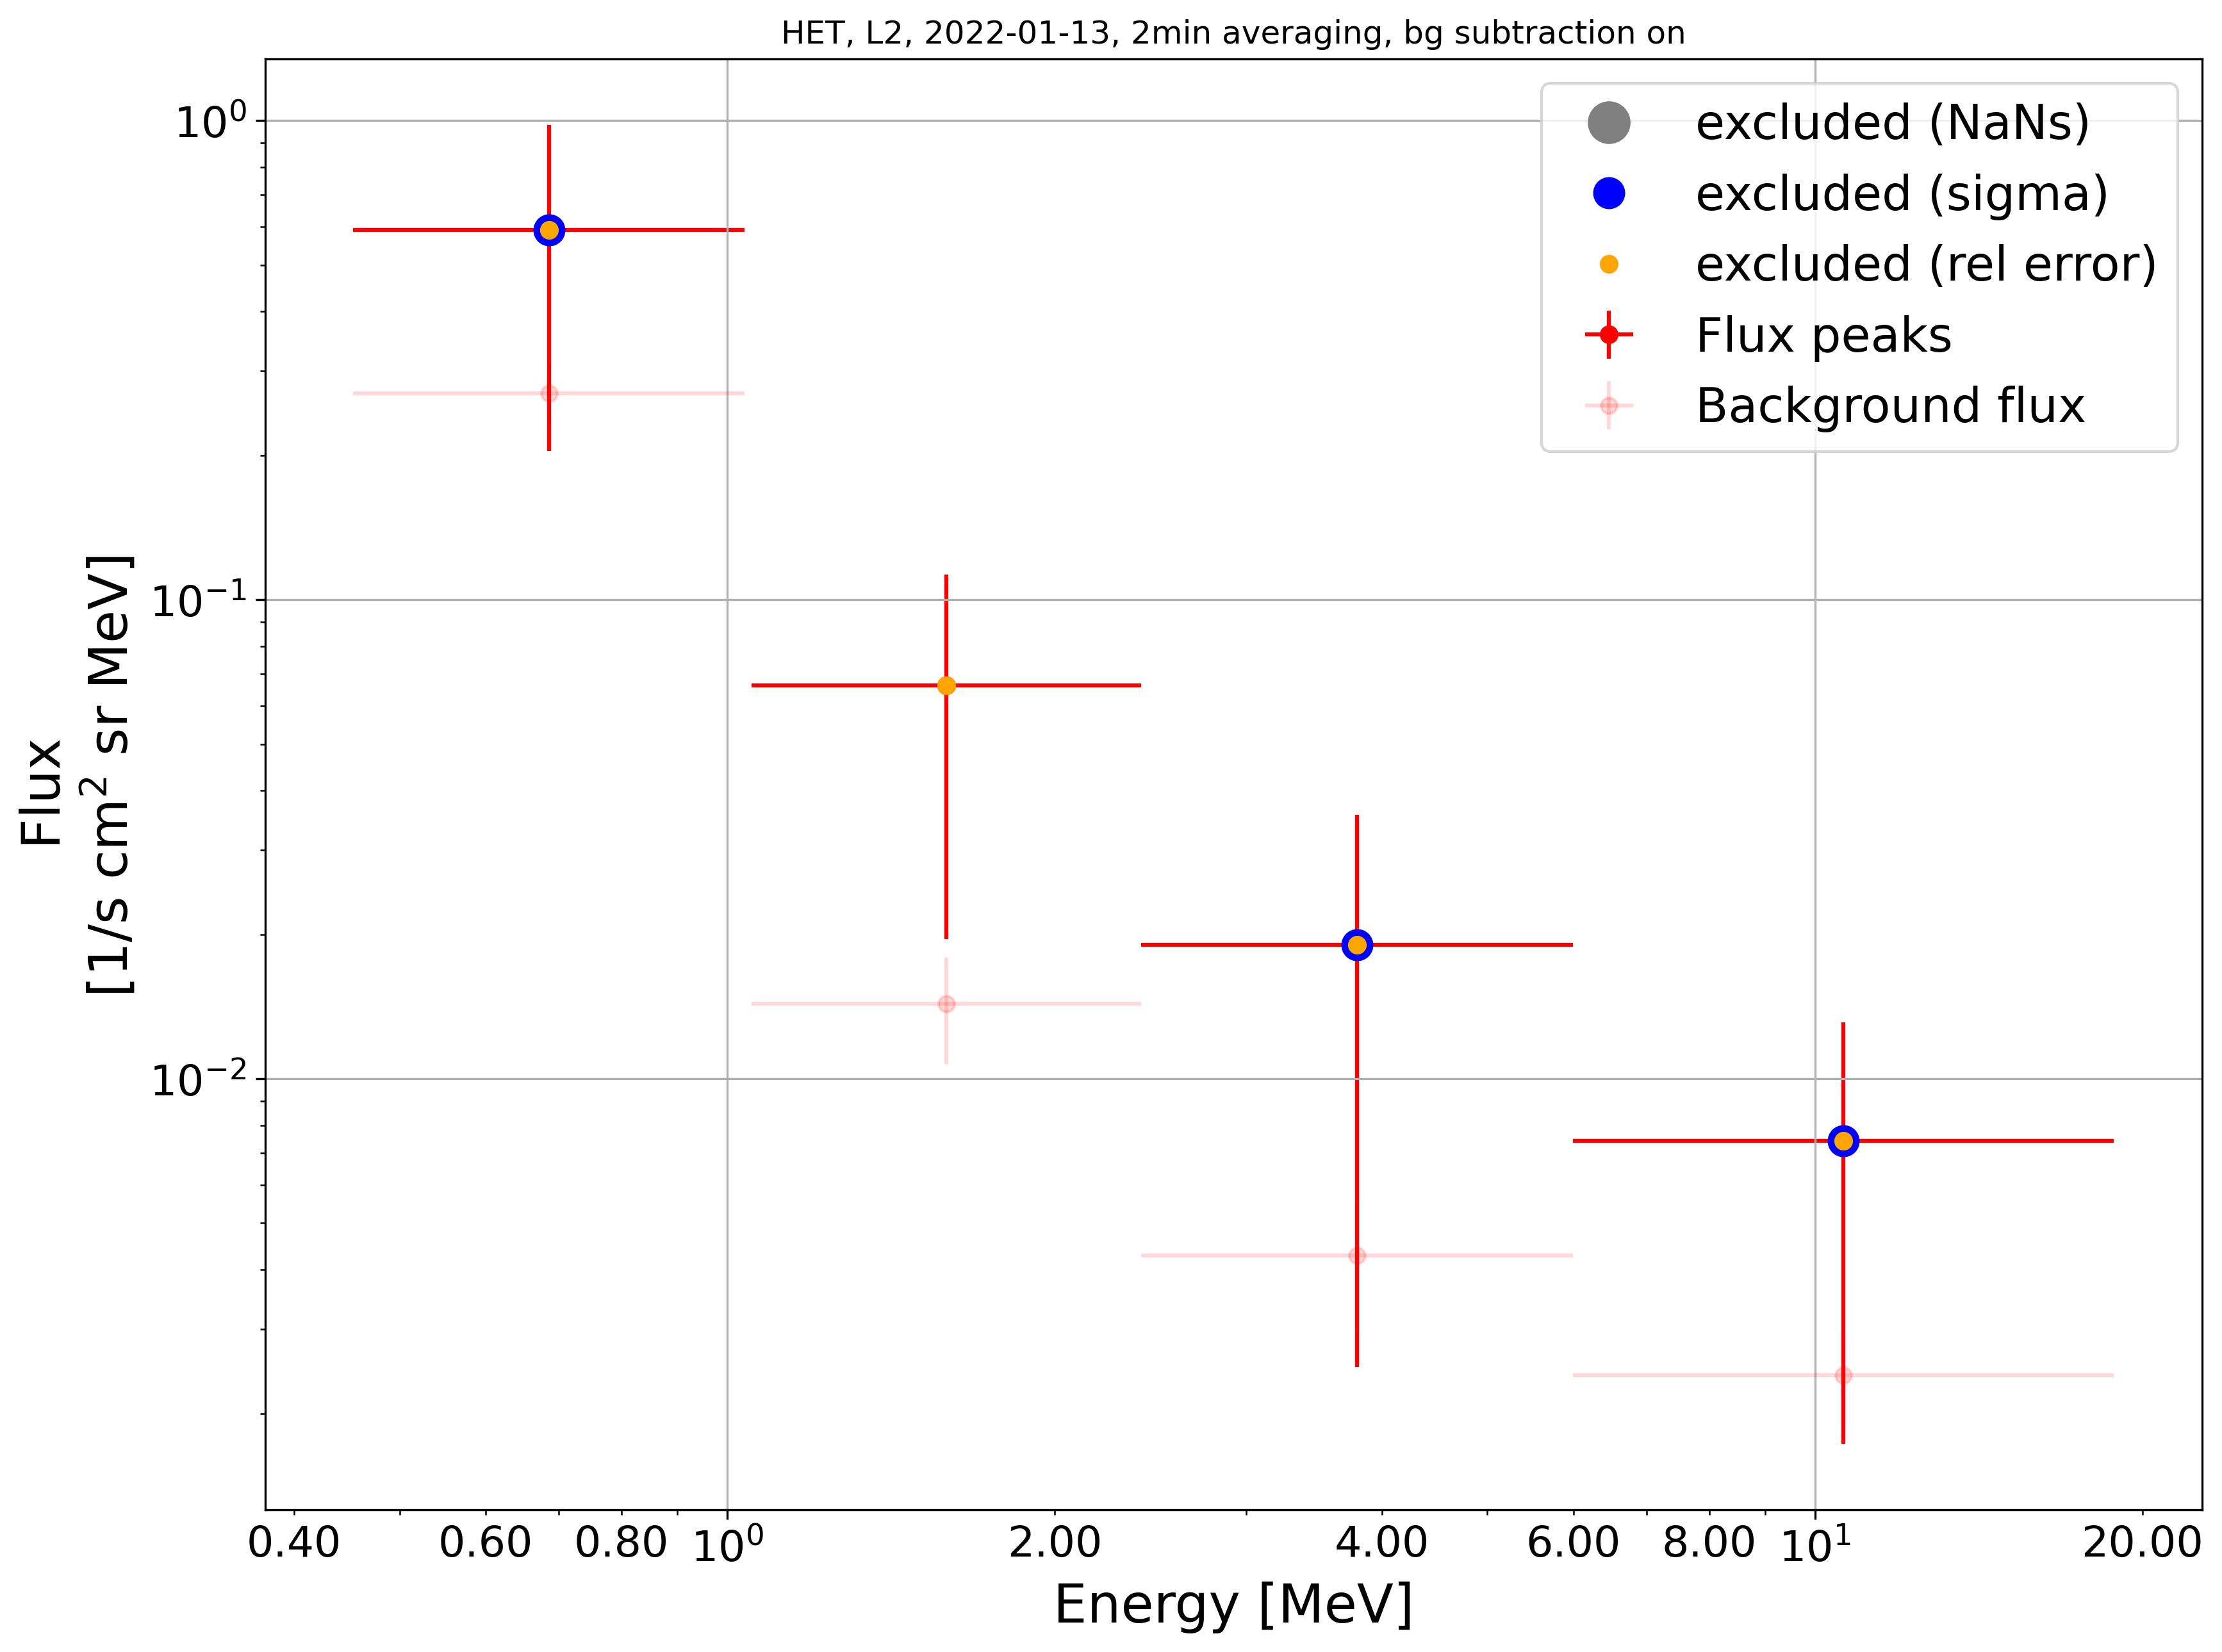 HET, L2, 2022-01-13, 2min averaging, bg subtraction on
excluded (NaNs)
excluded (sigma)
excluded (rel error)
Flux peaks
Background flux
10⁰
10⁻¹
10⁻²
Flux
[1/s cm² sr MeV]
0.40 0.60 0.80 10⁰ 2.00 4.00 6.00 8.00 10¹ 20.00
Energy [MeV]